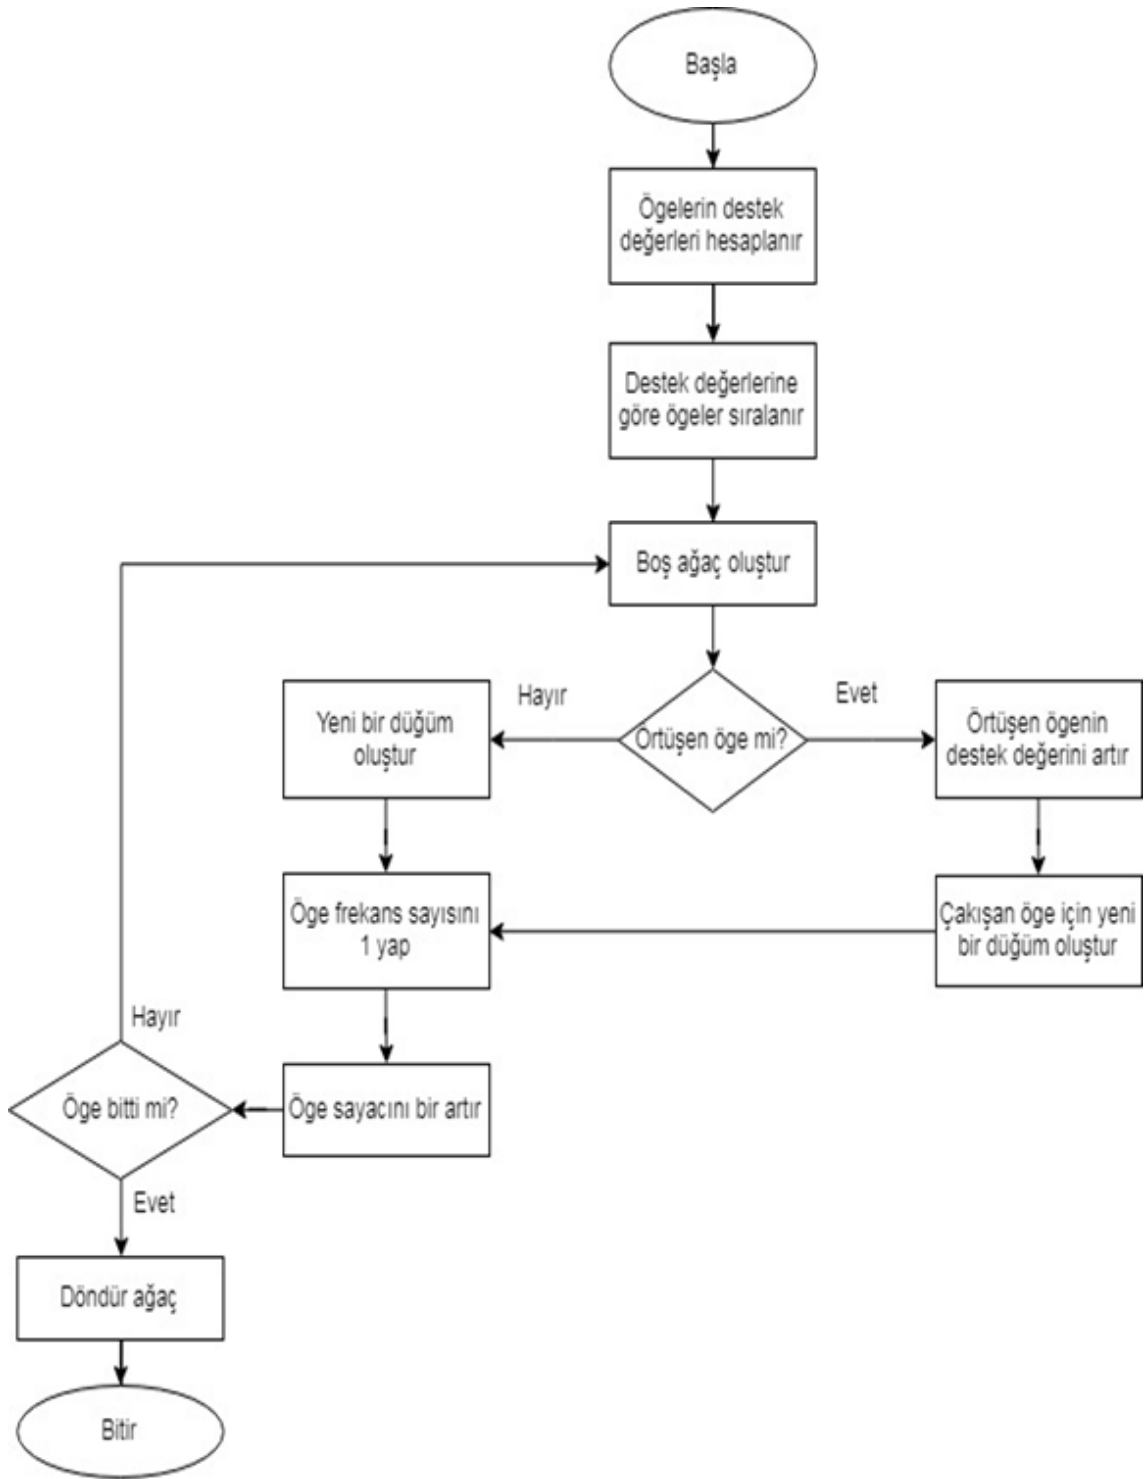 Başla
Ögelerin destek
değerleri hesaplanır
Destek değerlerine
göre ögeler sıralanır
Boş ağaç oluştur
Hayır
Evet
Yeni bir düğüm
oluştur
Örtüşen öge mi?
Örtüşen ögenin
destek değerini artır
Öge frekans sayısını
1 yap
Çakışan öge için yeni
bir düğüm oluştur
Hayır
Öge bitti mi?
Öge sayacını bir artır
Evet
Döndür ağaç
Bitir